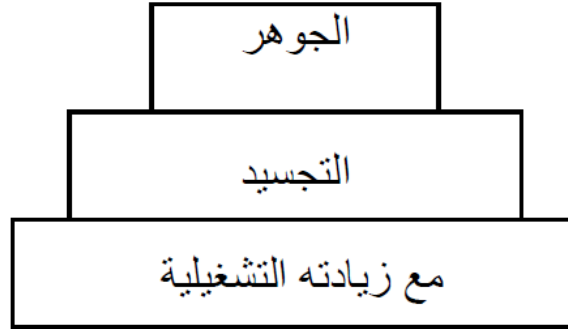 الجوهر
التجسيد
مع زيادته التشغيلية